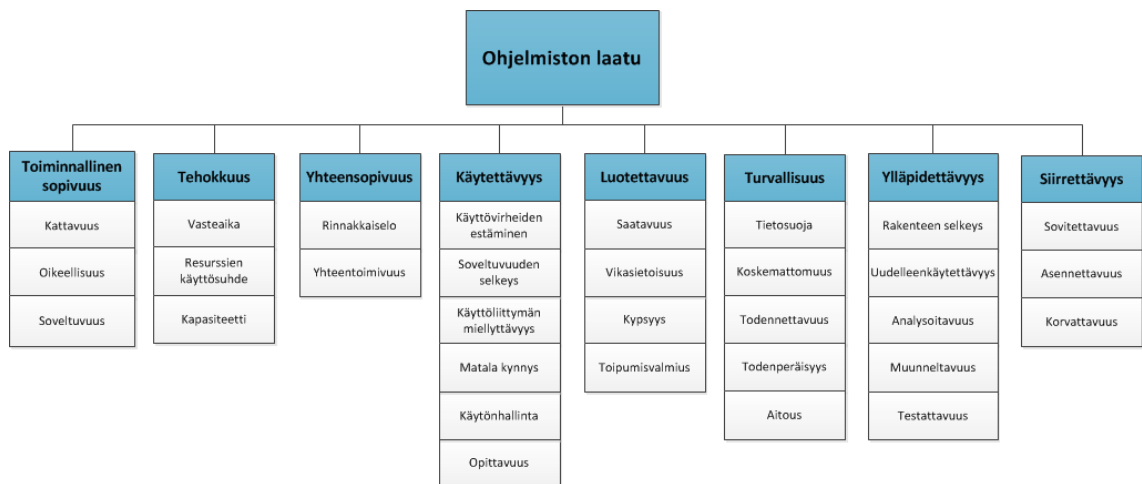 Ohjelmiston laatu
Toiminnallinen
sopivuus
Kattavuus
Oikeellisuus
Soveltuvuus
Tehokkuus
Vasteaika
Resurssien
käyttösuhde
Kapasiteetti
Yhteensopivuus
Rinnakkaiselo
Yhteentoimivuus
Käytettävyys
Käyttövirheiden
estäminen
Soveltuvuuden
selkeys
Käyttöliittymän
miellyttävyys
Matala kynnys
Käytönhallinta
Opittavuus
Luotettavuus
Saatavuus
Vikasietoisuus
Kypsyys
Toipumisvalmius
Turvallisuus
Tietosuoja
Koskemattomuus
Todennettavuus
Todenperäisyys
Aitous
Ylläpidettävyys
Rakenteen selkeys
Uudelleenkäytettävyys
Analysoitavuus
Muunneltavuus
Testattavuus
Siirrettävyys
Sovitettavuus
Asennettavuus
Korvattavuus